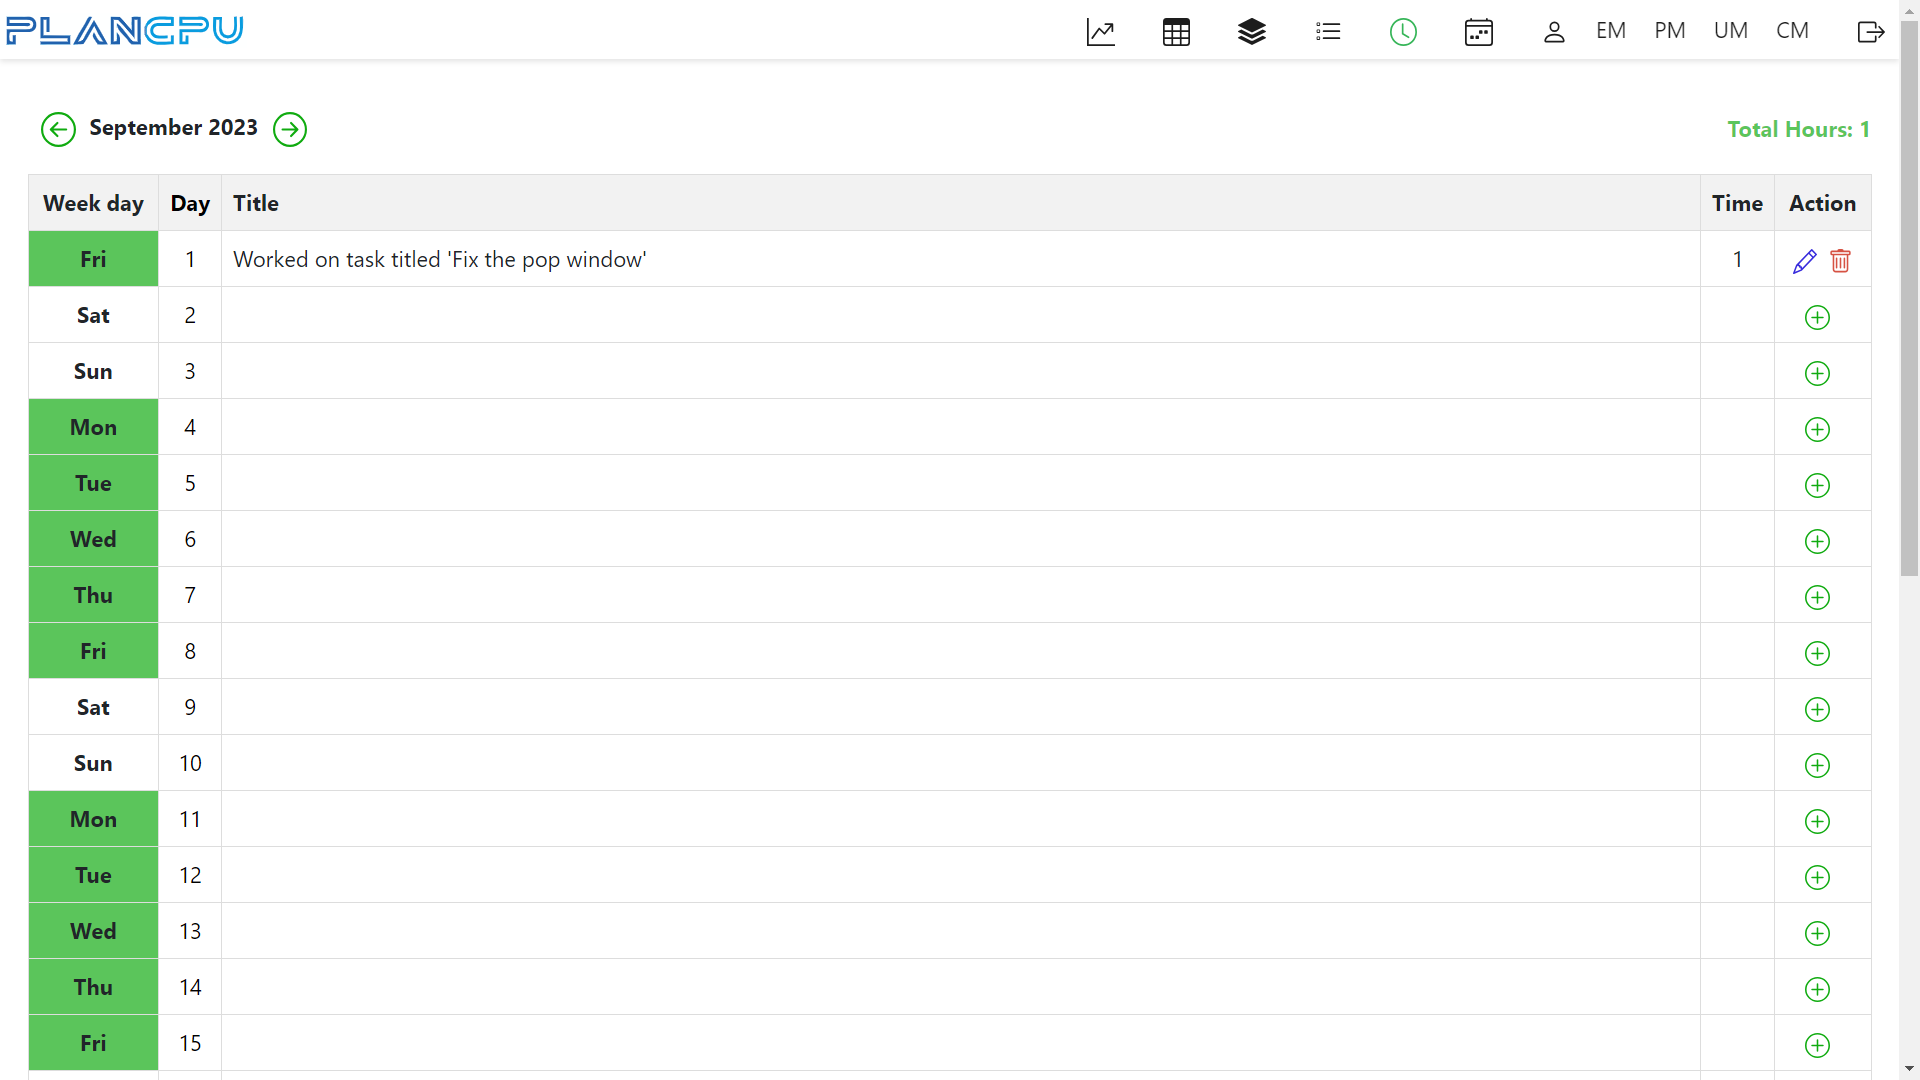 PLANCPU
EM PM UM CM
September 2023
Total Hours: 1
Week day Day Title Time Action
Fri 1 Worked on task titled 'Fix the pop window' 1
Sat 2
Sun 3
Mon 4
Tue 5
Wed 6
Thu 7
Fri 8
Sat 9
Sun 10
Mon 11
Tue 12
Wed 13
Thu 14
Fri 15